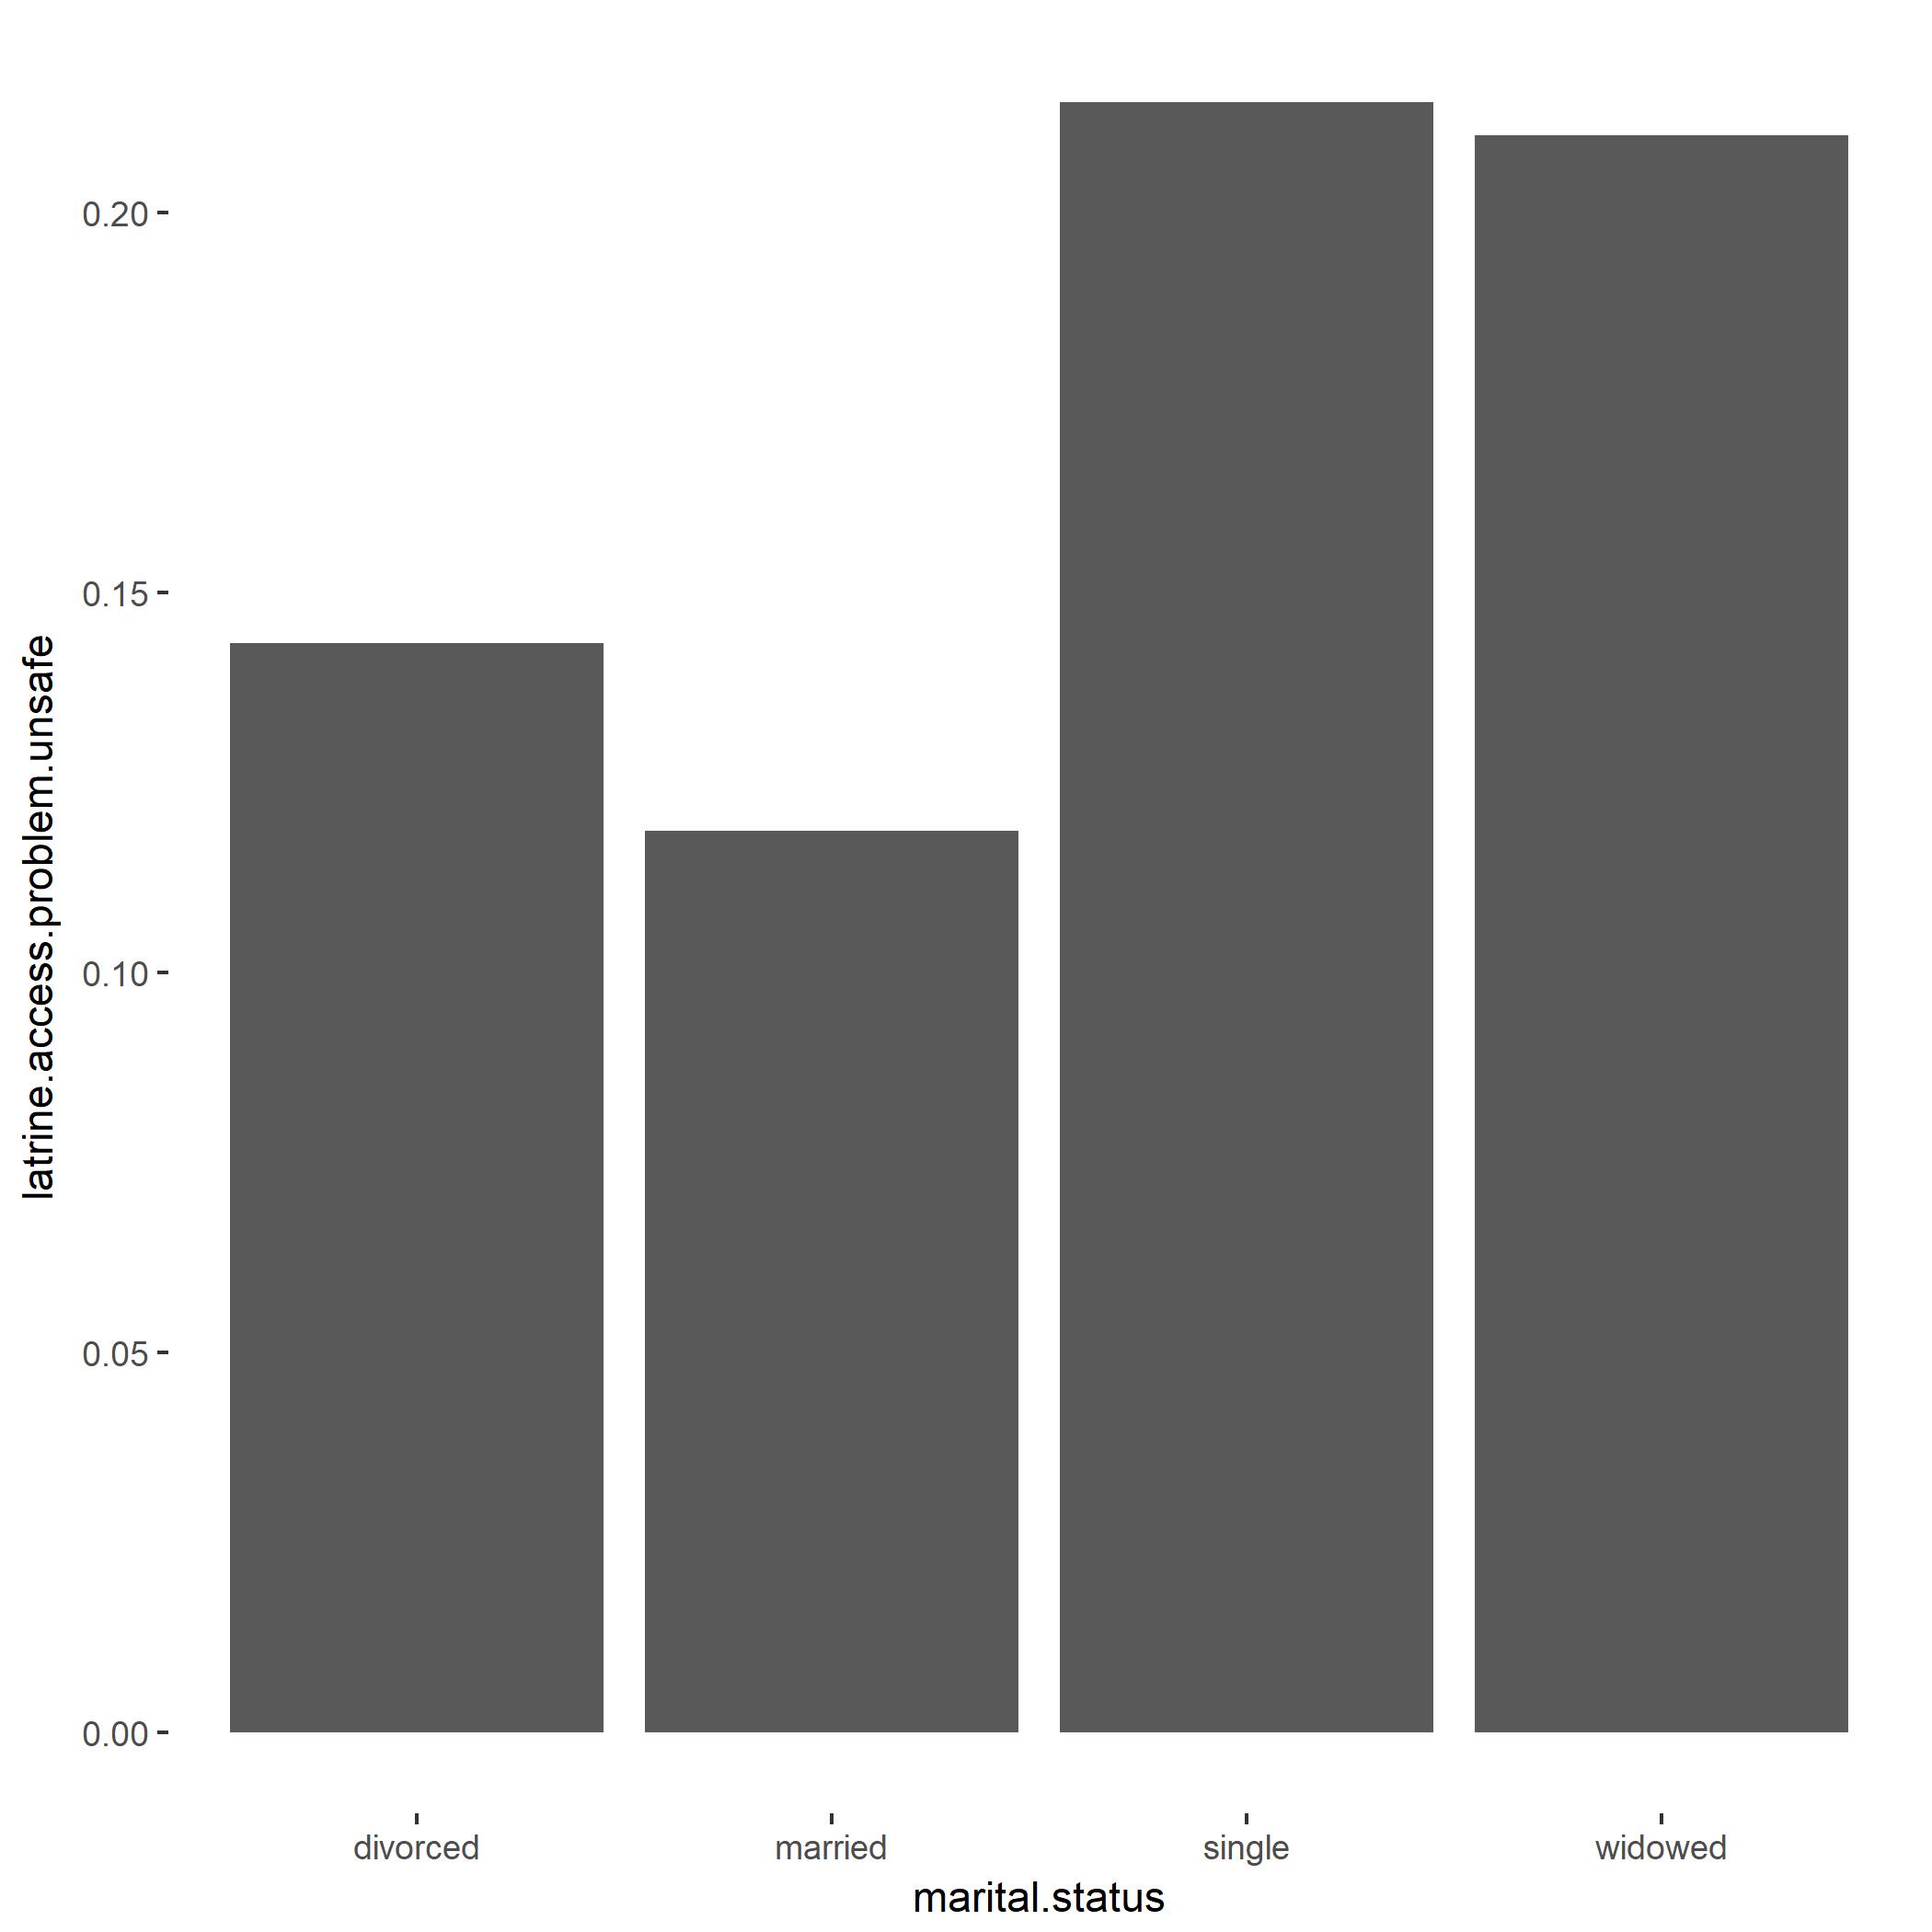 latrine.access.problem.unsafe
0.20
0.15
0.10
0.05
0.00
divorced married single widowed
marital.status